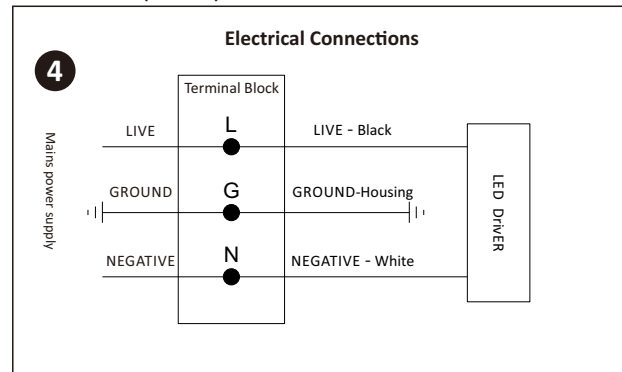 Electrical Connections
4
Terminal Block
Mains power supply
LIVE
L
LIVE - Black
GROUND
G
GROUND-Housing
NEGATIVE
N
NEGATIVE - White
LED DrivER